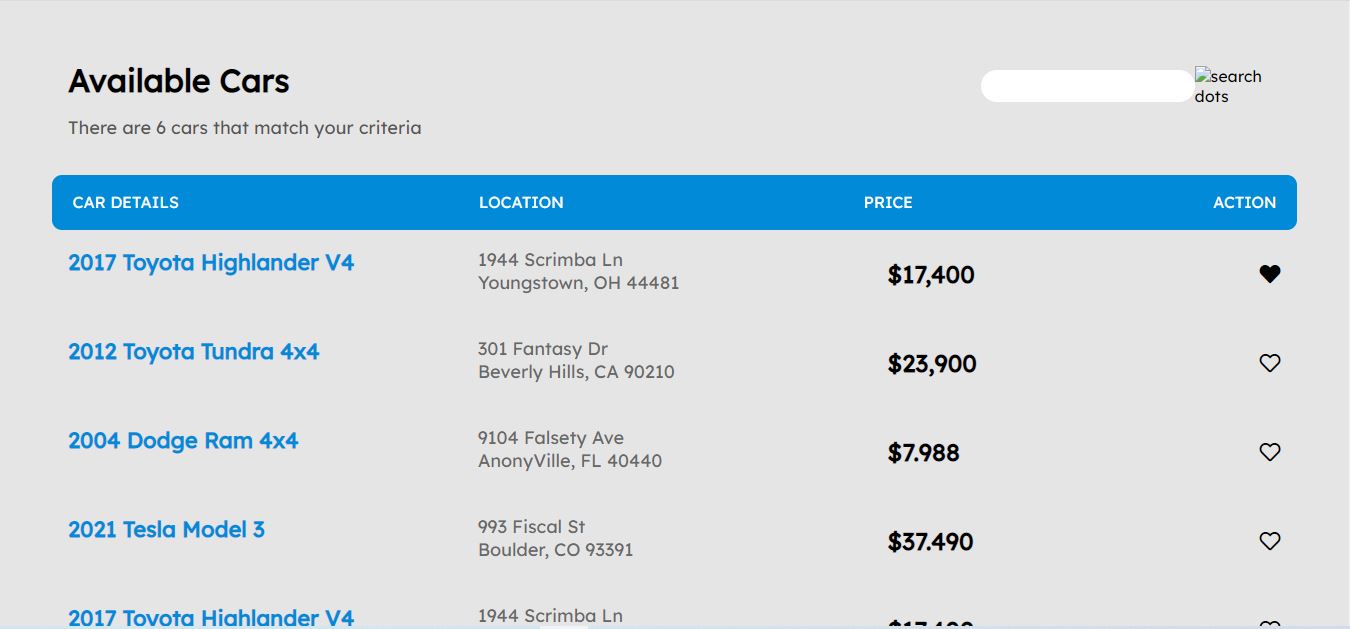 Available Cars
search
dots
There are 6 cars that match your criteria
CAR DETAILS LOCATION PRICE ACTION
2017 Toyota Highlander V4
1944 Scrimba Ln
Youngstown, OH 44481
$17,400
2012 Toyota Tundra 4x4
301 Fantasy Dr
Beverly Hills, CA 90210
$23,900
2004 Dodge Ram 4x4
9104 Falsety Ave
AnonyVille, FL 40440
$7.988
2021 Tesla Model 3
993 Fiscal St
Boulder, CO 93391
$37.490
2017 Toyota Highlander V4
1944 Scrimba Ln